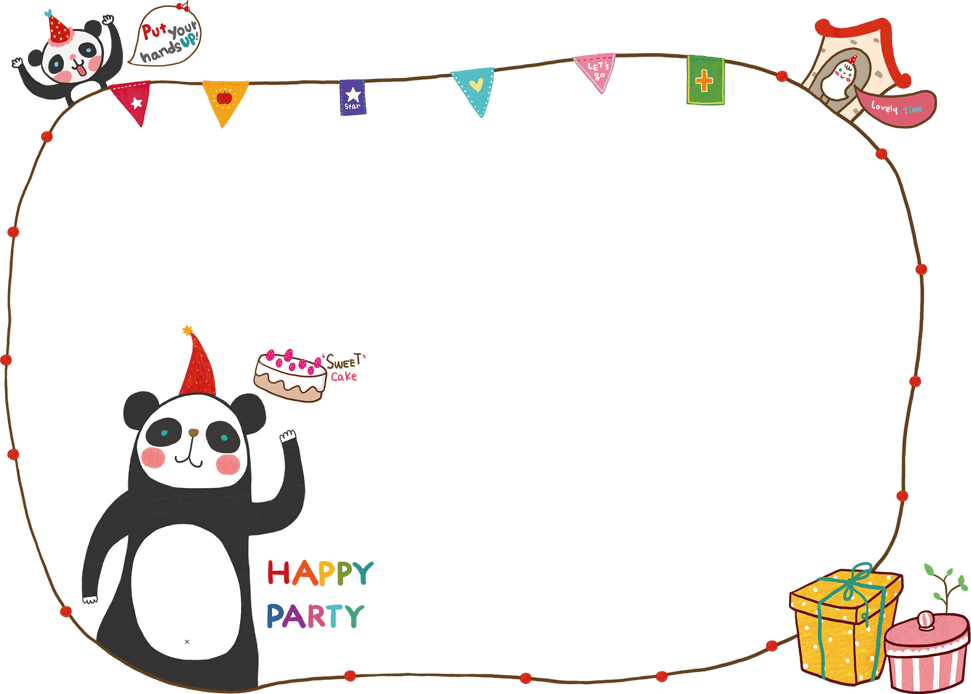 Put your
hands up!
star
LET'S
go
lovely time
'SWEET'
Cake
HAPPY
PARTY